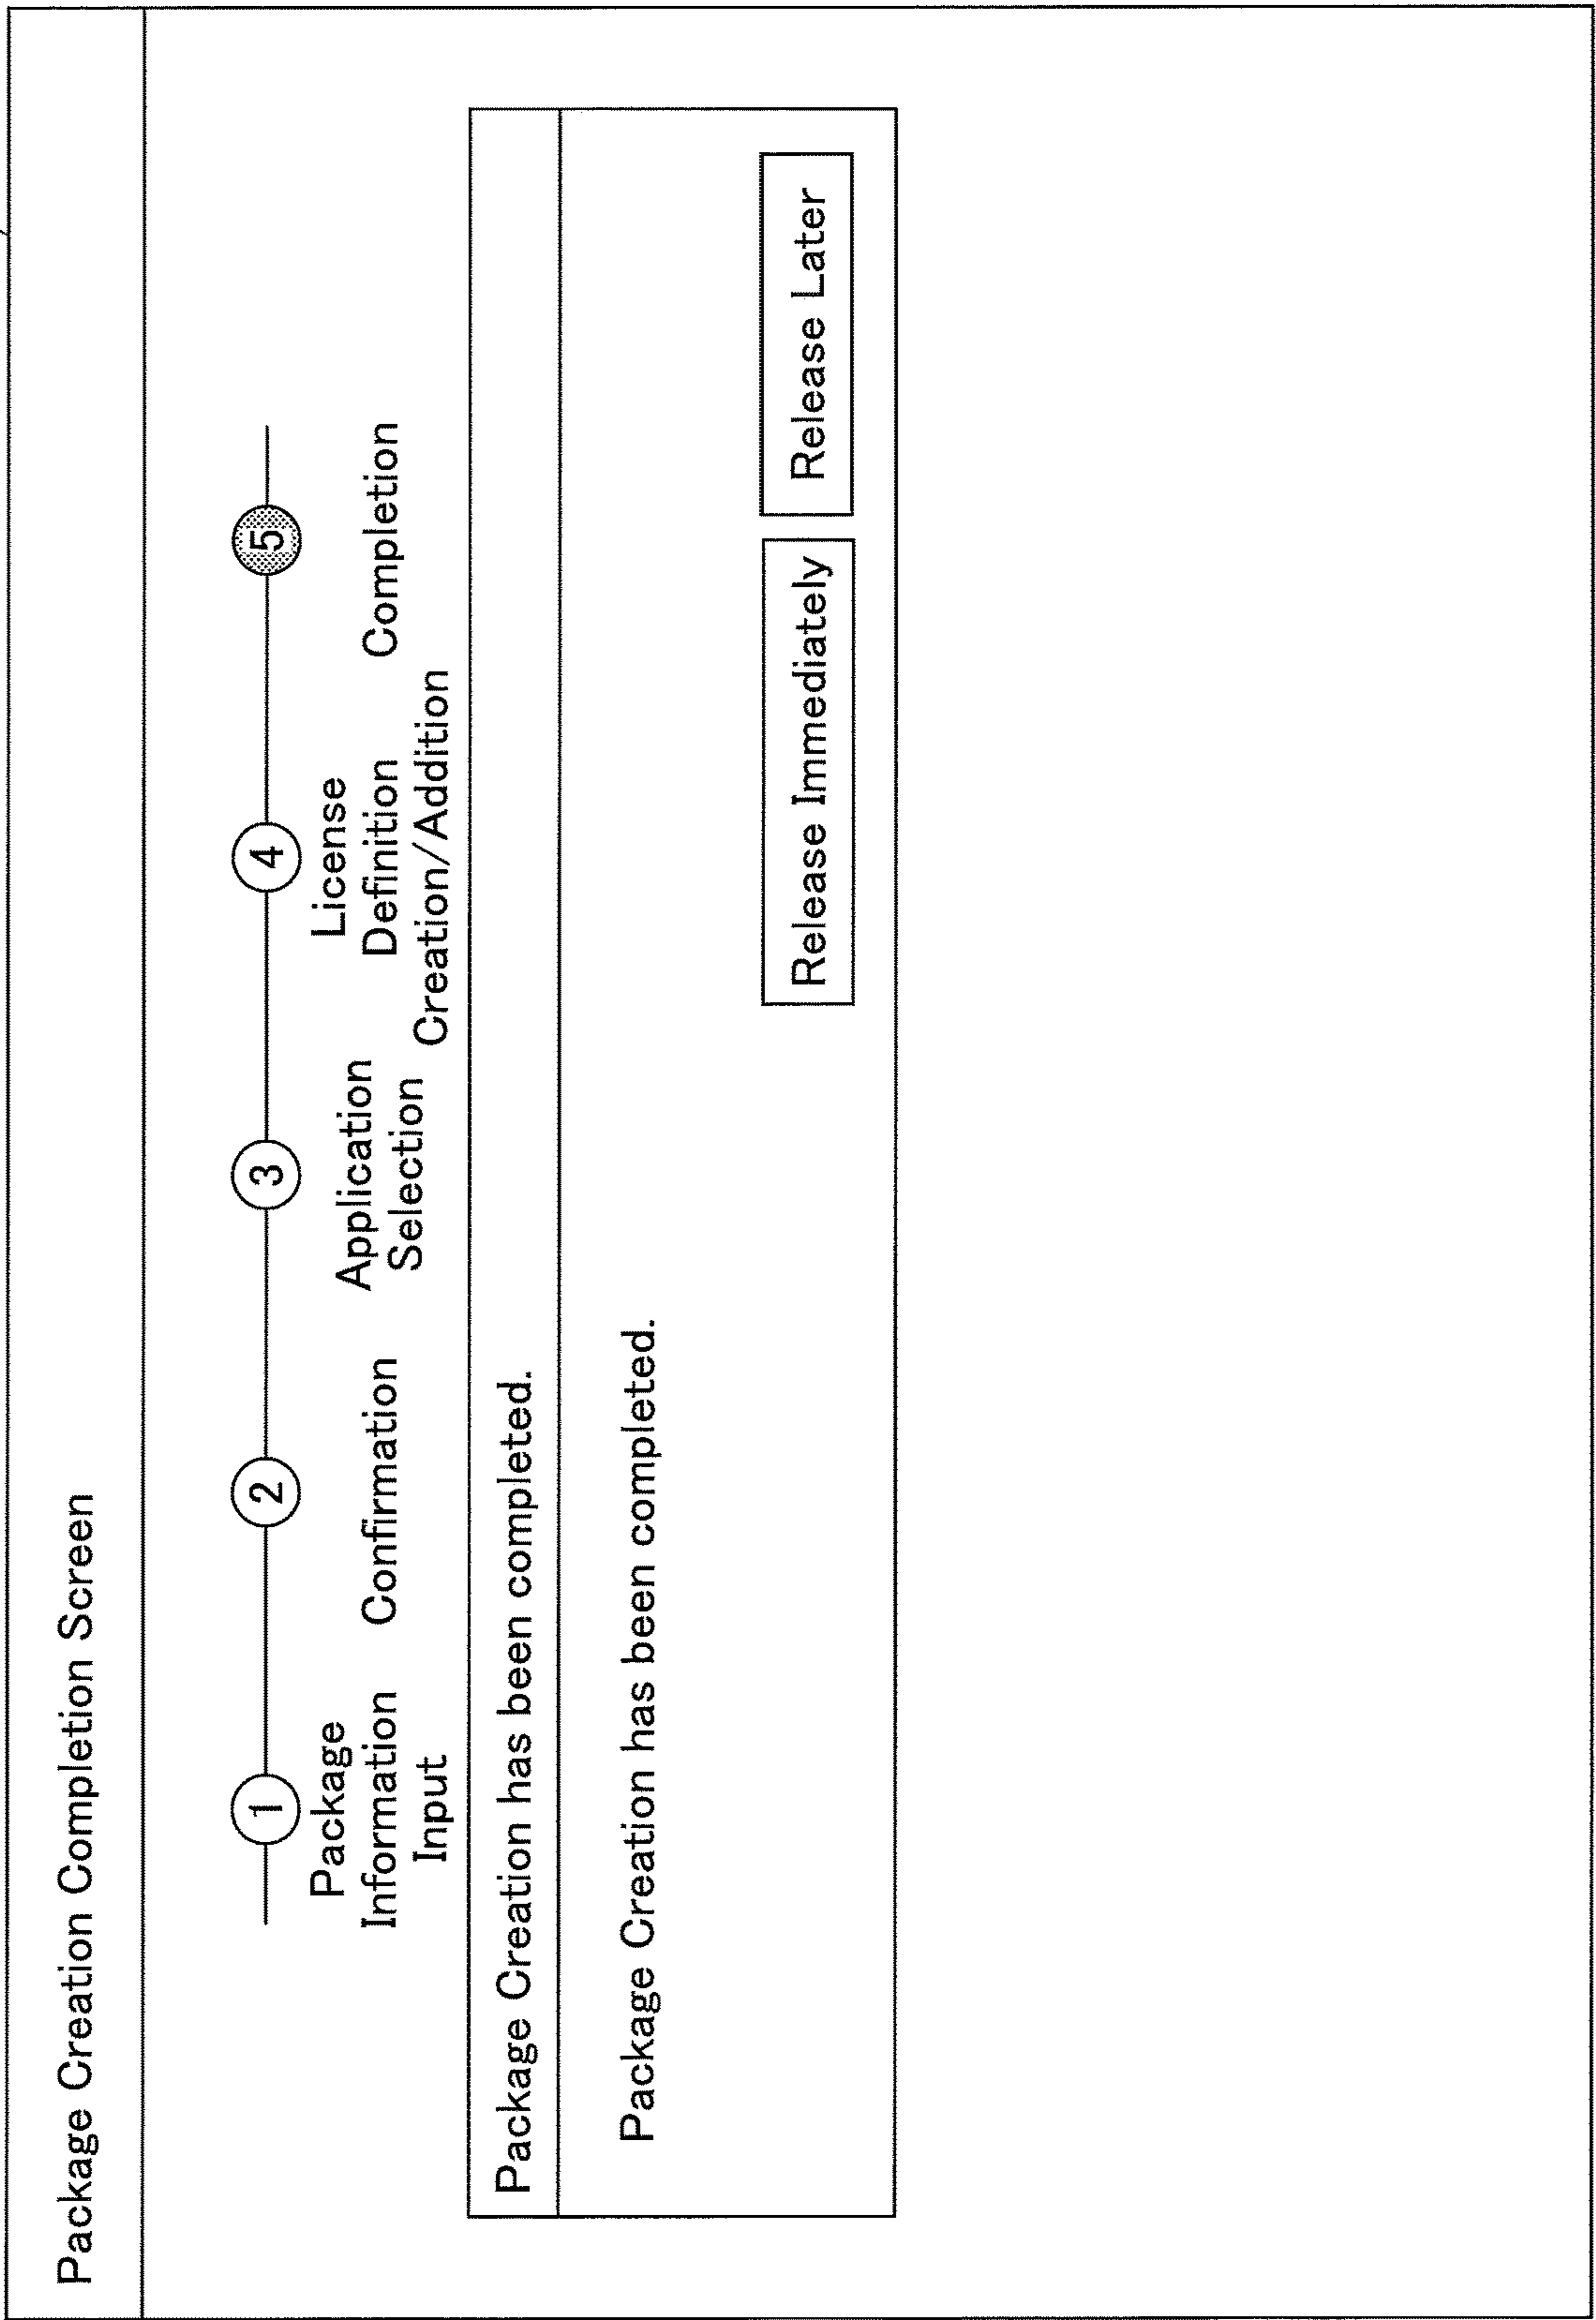 Package Creation Completion Screen
1 2 3 4 5
Package
Information
Input
Confirmation
Application
Selection
License
Definition
Creation/Addition
Completion
Package Creation has been completed.
Package Creation has been completed.
Release Immediately
Release Later